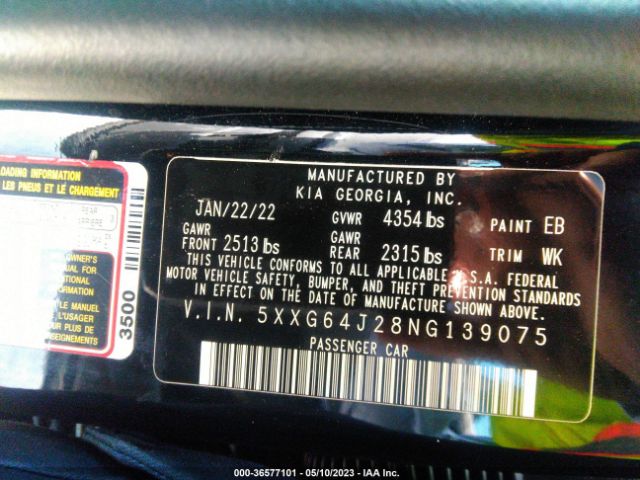 LOADING INFORMATION
LES PNEUS ET LE CHARGEMENT
REAR
OWNER'S
MANUAL FOR
INFORMATION
LE MANUEL
L'USAGER
RENSEIGNEMENTS
3500
MANUFACTURED BY
KIA GEORGIA, INC.
JAN/22/22 GVWR 4354 lbs PAINT EB
GAWR FRONT 2513 lbs GAWR REAR 2315 lbs TRIM WK
THIS VEHICLE CONFORMS TO ALL APPLICABLE U.S.A. FEDERAL
MOTOR VEHICLE SAFETY, BUMPER, AND THEFT PREVENTION STANDARDS
IN EFFECT ON THE DATE OF MANUFACTURE SHOWN ABOVE.
V.I.N. 5XXG64J28NG139075
PASSENGER CAR
000-36577101 - 05/10/2023 - IAA Inc.